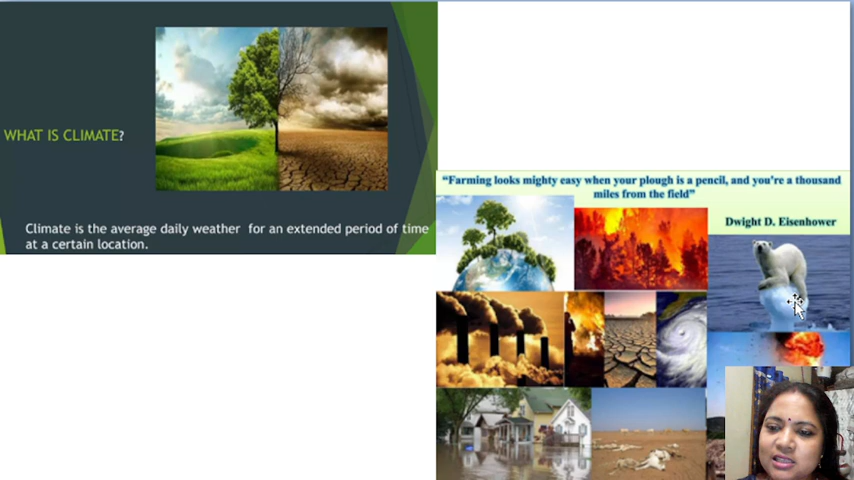 WHAT IS CLIMATE?
Climate is the average daily weather for an extended period of time
at a certain location.
“Farming looks mighty easy when your plough is a pencil, and you're a thousand
miles from the field”
Dwight D. Eisenhower